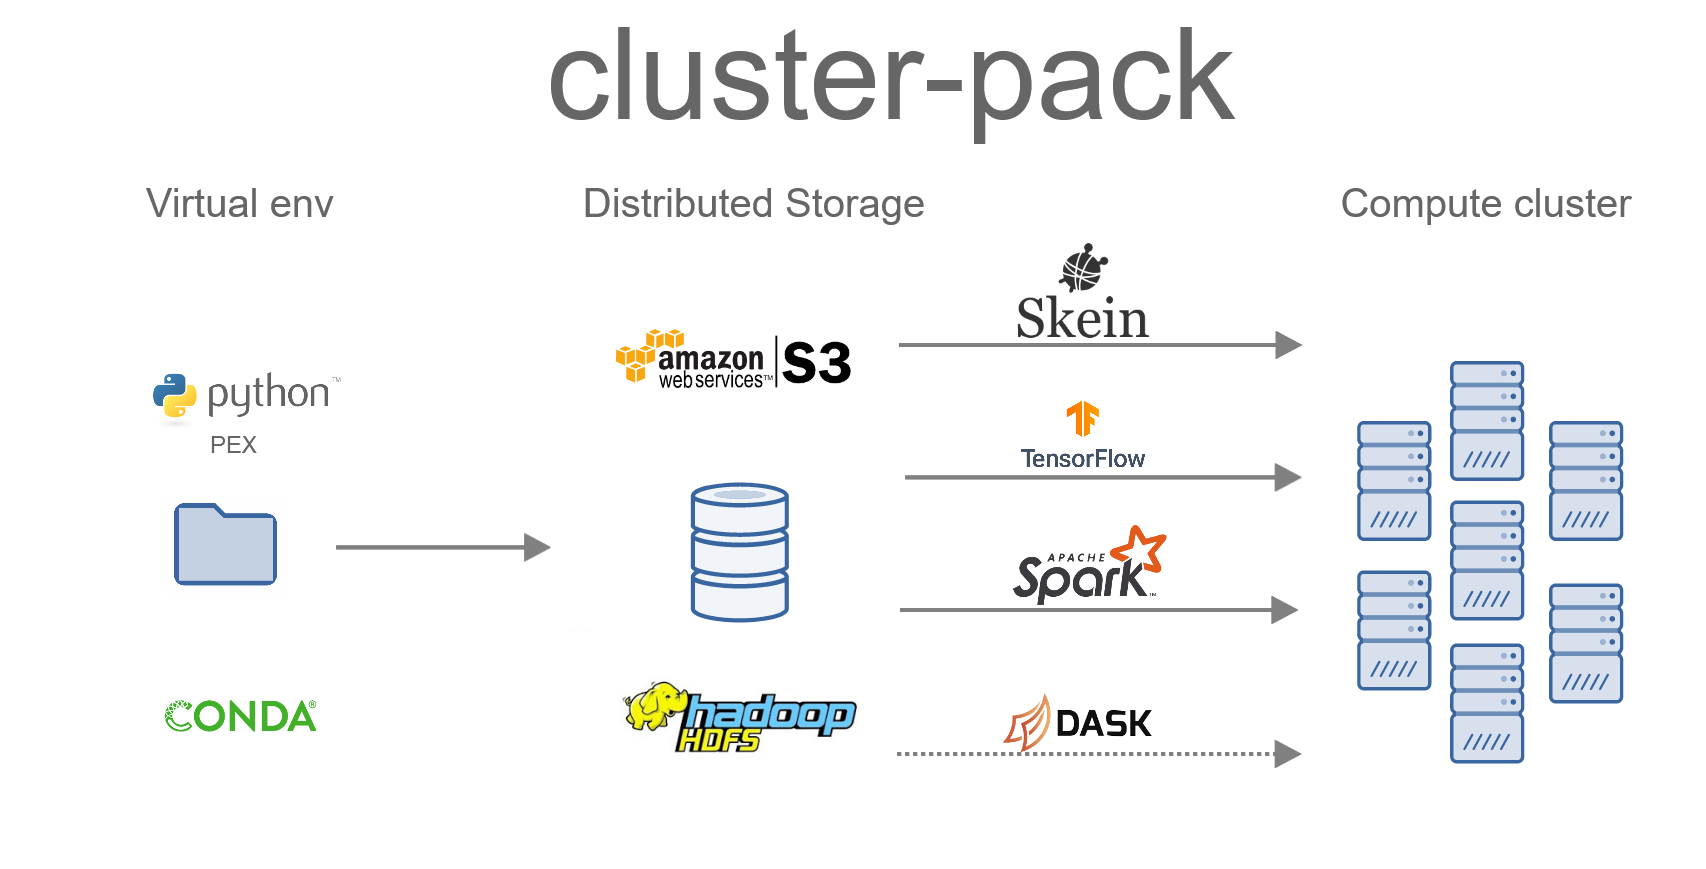 cluster-pack
Virtual env
Distributed Storage
Compute cluster
Skein
amazon
web services™
S3
python™
PEX
TensorFlow
APACHE
Spark™
CONDA®
hadoop
HDFS
DASK